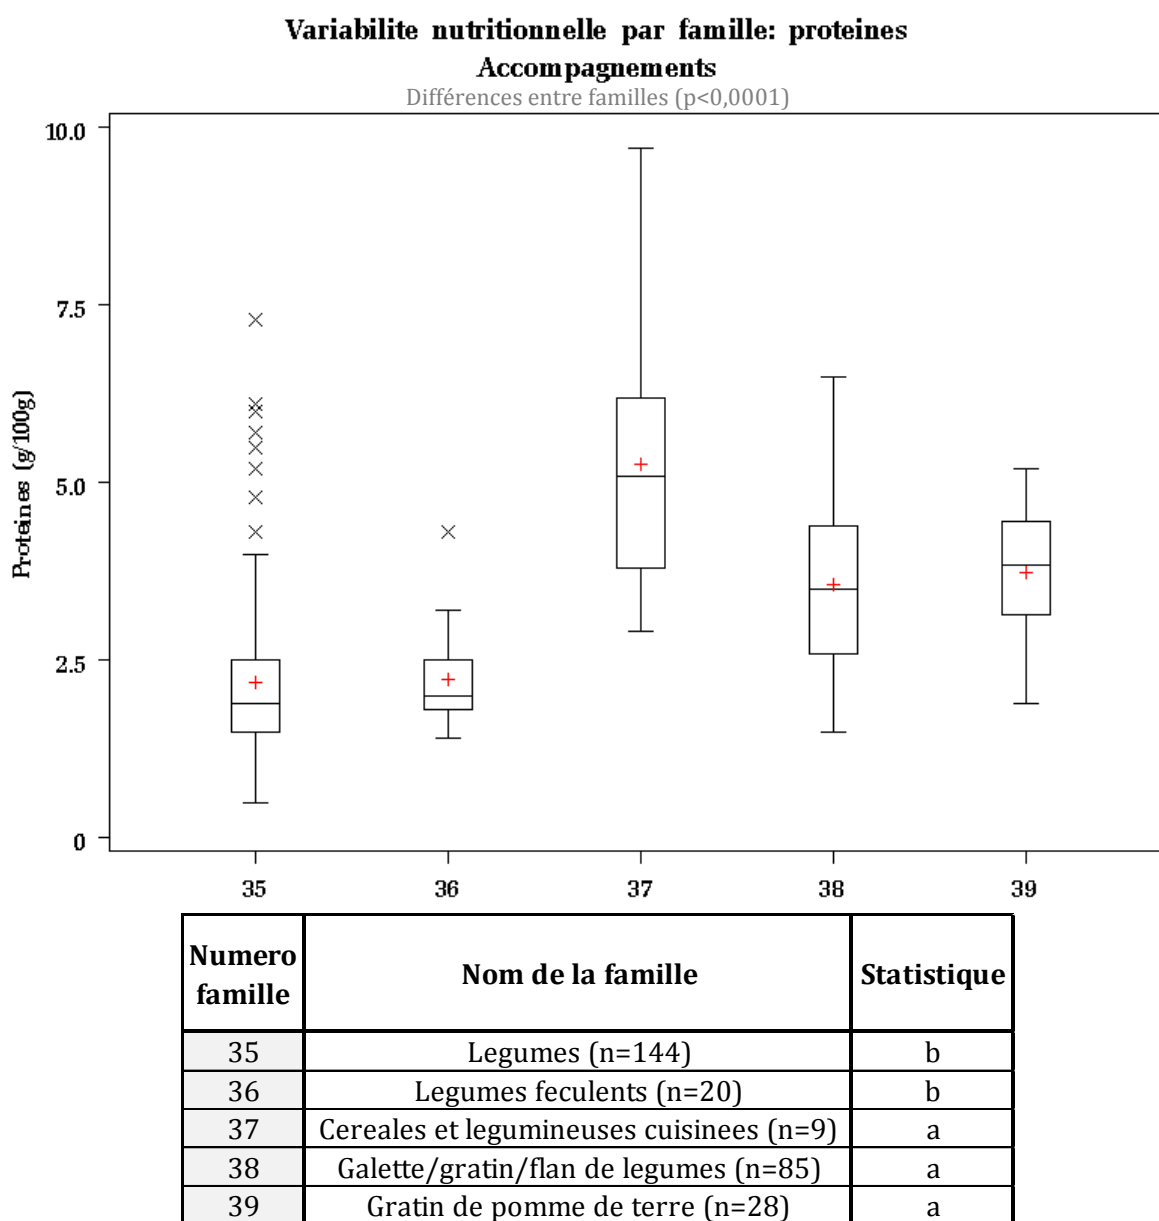 Variabilite nutritionnelle par famille: proteines
Accompagnements
Différences entre familles (p<0,0001)
10.0
7.5
5.0
2.5
0
Proteines (g/100g)
35 36 37 38 39
Numero famille Nom de la famille Statistique
35 Legumes (n=144) b
36 Legumes feculents (n=20) b
37 Cereales et legumineuses cuisinees (n=9) a
38 Galette/gratin/flan de legumes (n=85) a
39 Gratin de pomme de terre (n=28) a